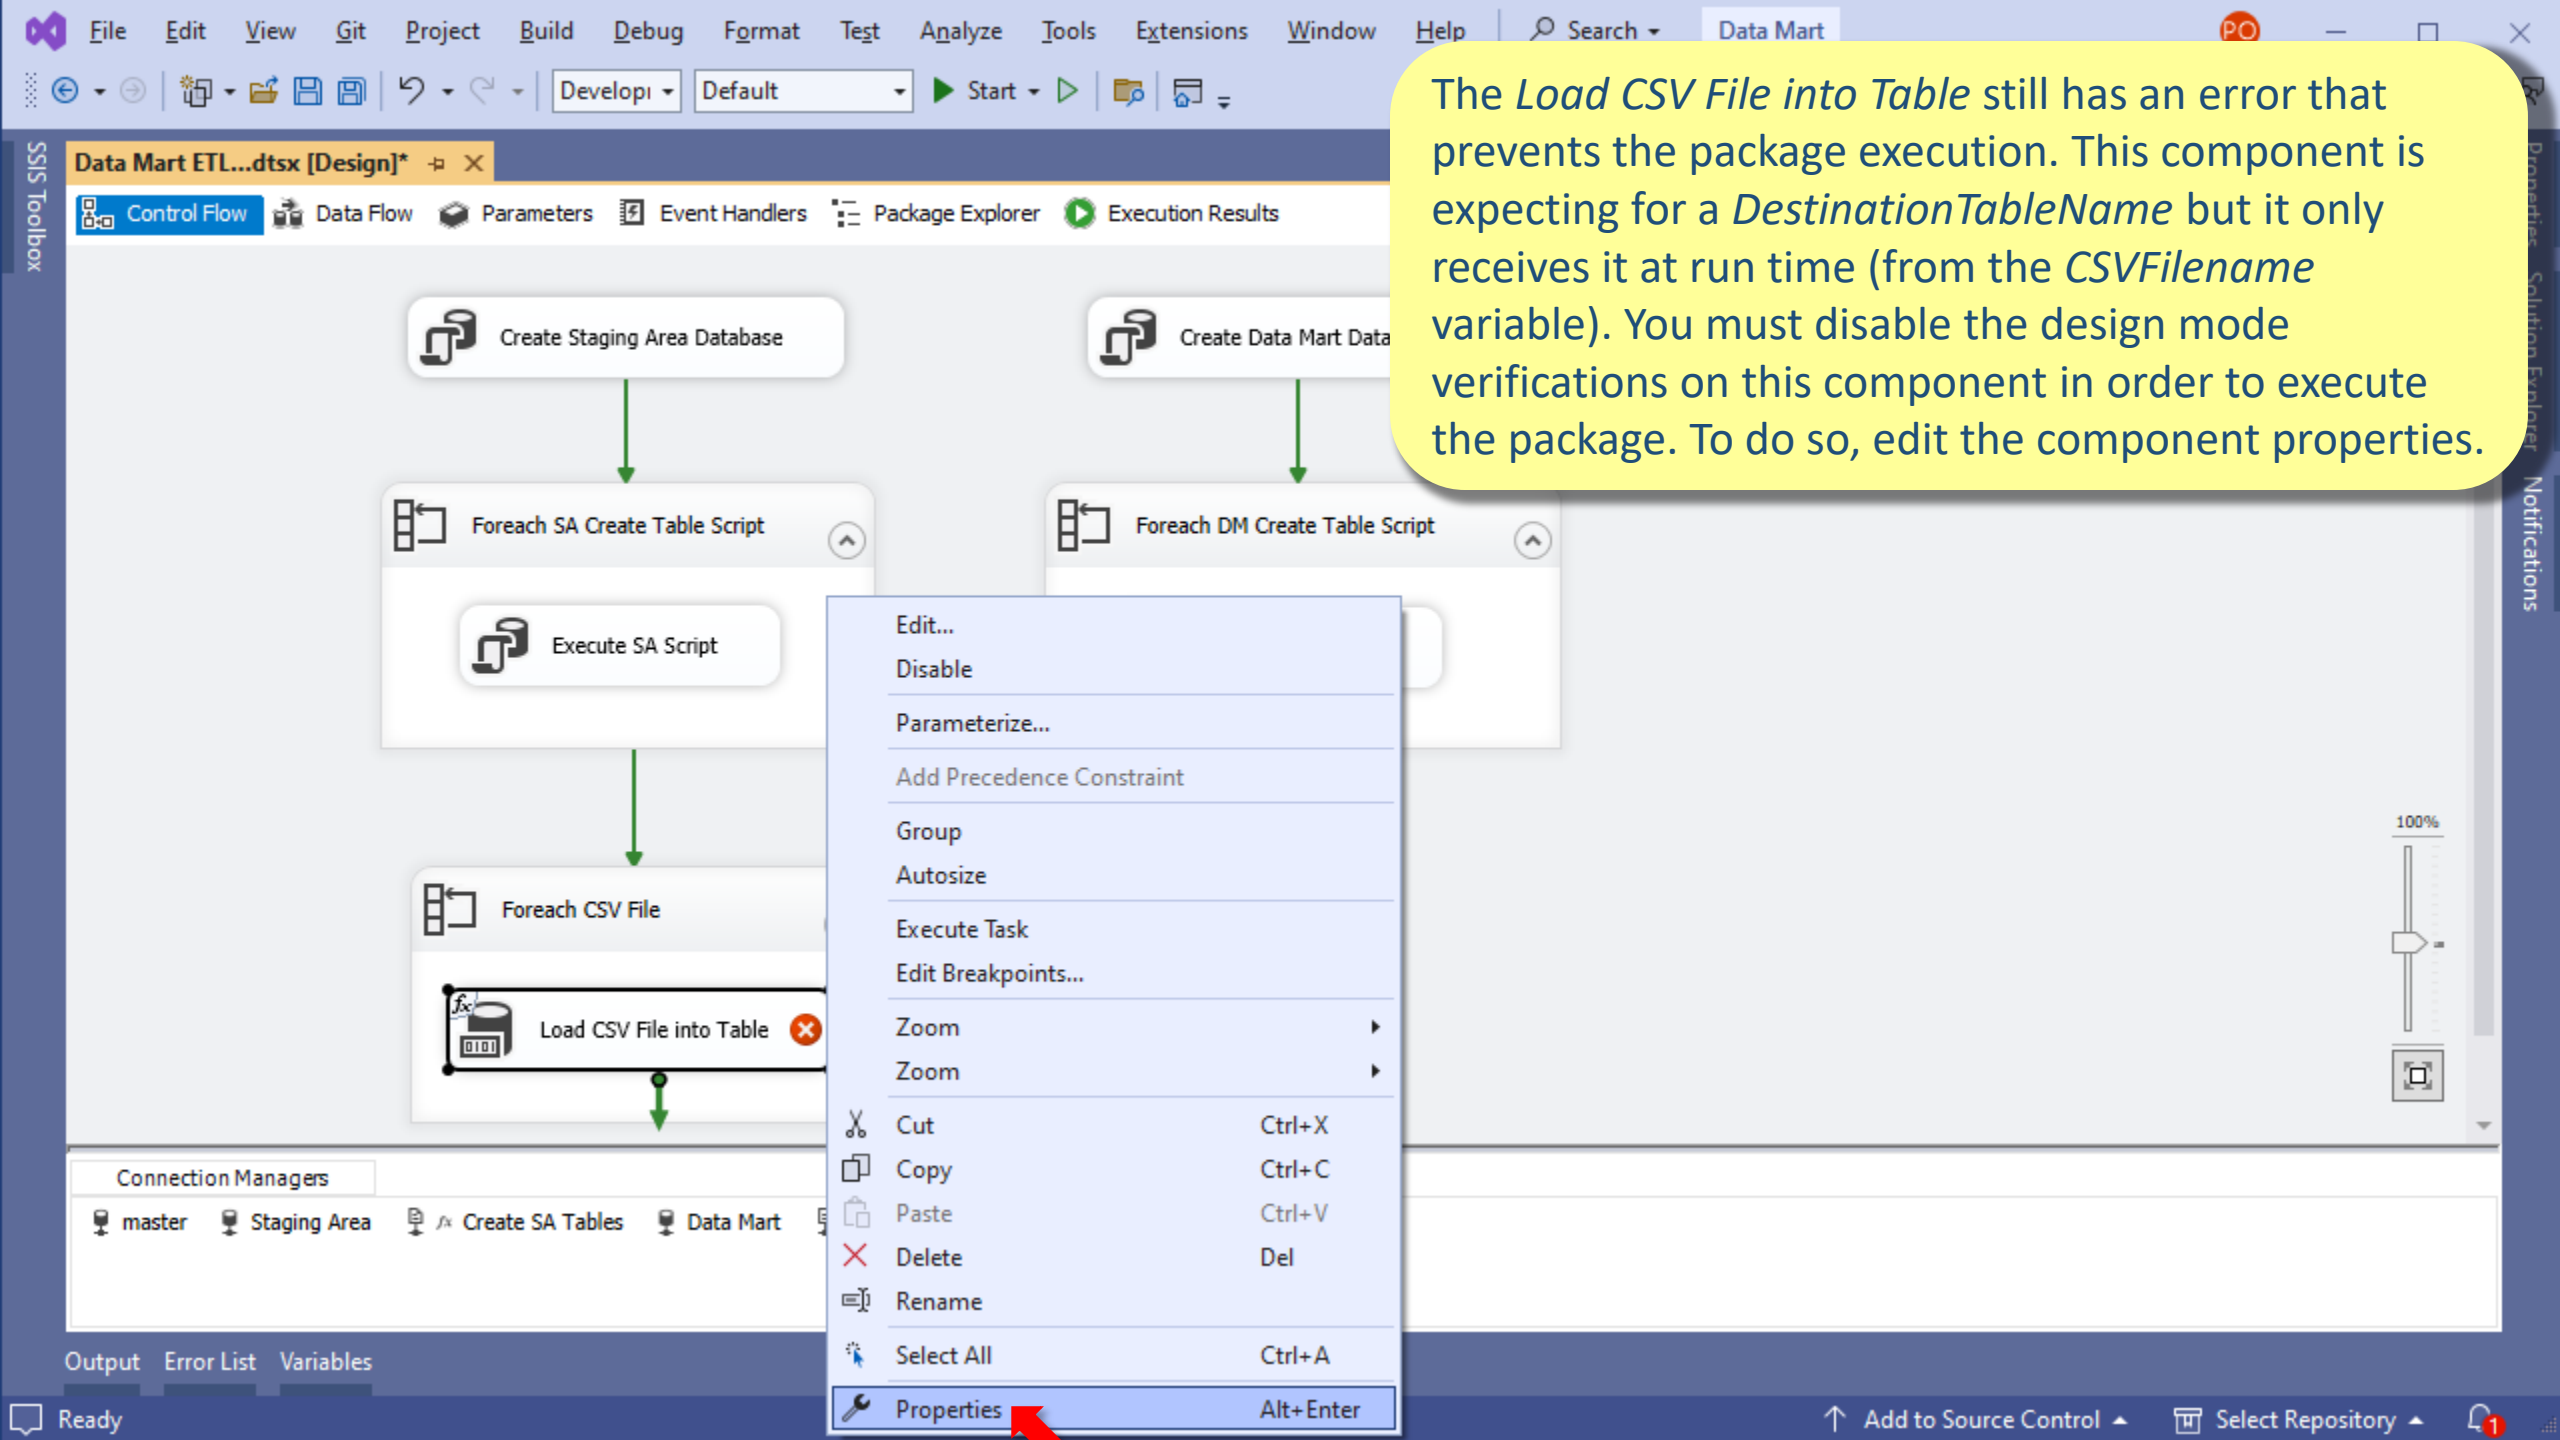 File Edit View Git Project Build Debug Format Test Analyze Tools Extensions Window Help Search Data Mart PO
Default Start
Data Mart ETL...dtsx [Design]*
Control Flow Data Flow Parameters Event Handlers Package Explorer Execution Results
The Load CSV File into Table still has an error that
prevents the package execution. This component is
expecting for a DestinationTableName but it only
receives it at run time (from the CSVFilename
variable). You must disable the design mode
verifications on this component in order to execute
the package. To do so, edit the component properties.
SSIS Toolbox
Properties
Solution Explorer
Notifications
Create Staging Area Database
Create Data Mart Data
Foreach SA Create Table Script
Foreach DM Create Table Script
Execute SA Script
Foreach CSV File
fx
Load CSV File into Table
Edit...
Disable
Parameterize...
Add Precedence Constraint
Group
Autosize
Execute Task
Edit Breakpoints...
Zoom
Zoom
Cut Ctrl+X
Copy Ctrl+C
Paste Ctrl+V
Delete Del
Rename
Select All Ctrl+A
Properties Alt+Enter
100%
Connection Managers
master Staging Area fx Create SA Tables Data Mart
Output Error List Variables
Ready
Add to Source Control Select Repository 1